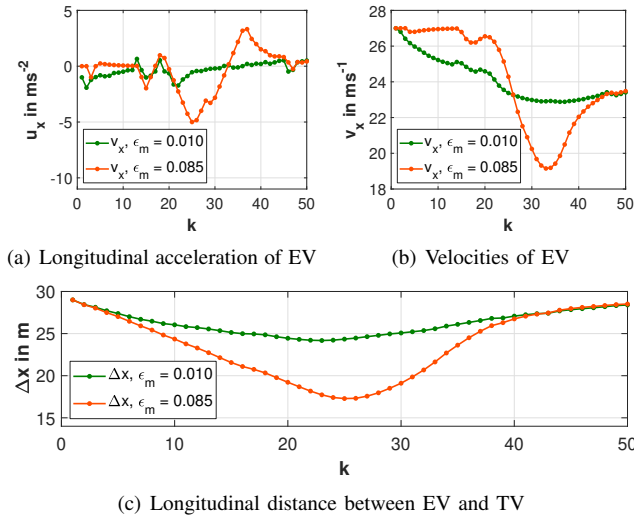 5
0
-5
-10
u_x in ms^-2
v_x, ϵ_m = 0.010
v_x, ϵ_m = 0.085
0 10 20 30 40 50
k
(a) Longitudinal acceleration of EV
28
26
24
22
20
18
v_x in ms^-1
v_x, ϵ_m = 0.010
v_x, ϵ_m = 0.085
0 10 20 30 40 50
k
(b) Velocities of EV
30
25
20
15
Δx in m
Δx, ϵ_m = 0.010
Δx, ϵ_m = 0.085
0 10 20 30 40 50
k
(c) Longitudinal distance between EV and TV